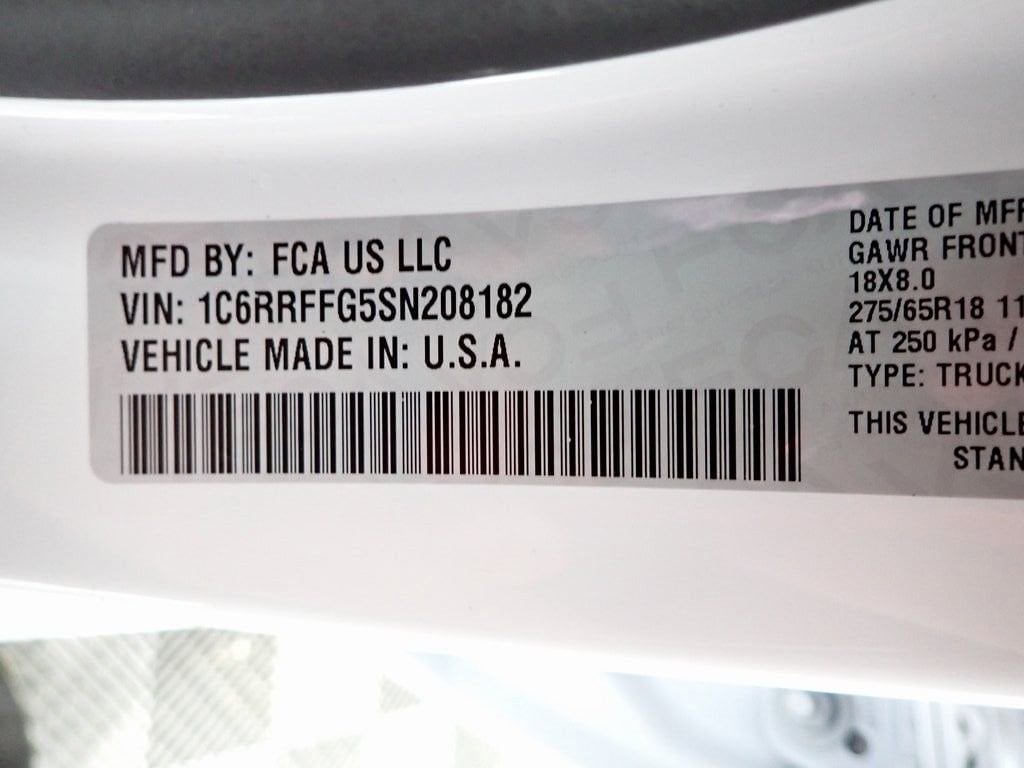 MFD BY: FCA US LLC
VIN: 1C6RRFFG5SN208182
VEHICLE MADE IN: U.S.A.
DATE OF MFR
GAWR FRONT
18X8.0
275/65R18 11
AT 250 kPa /
TYPE: TRUCK
THIS VEHICLE
STAN